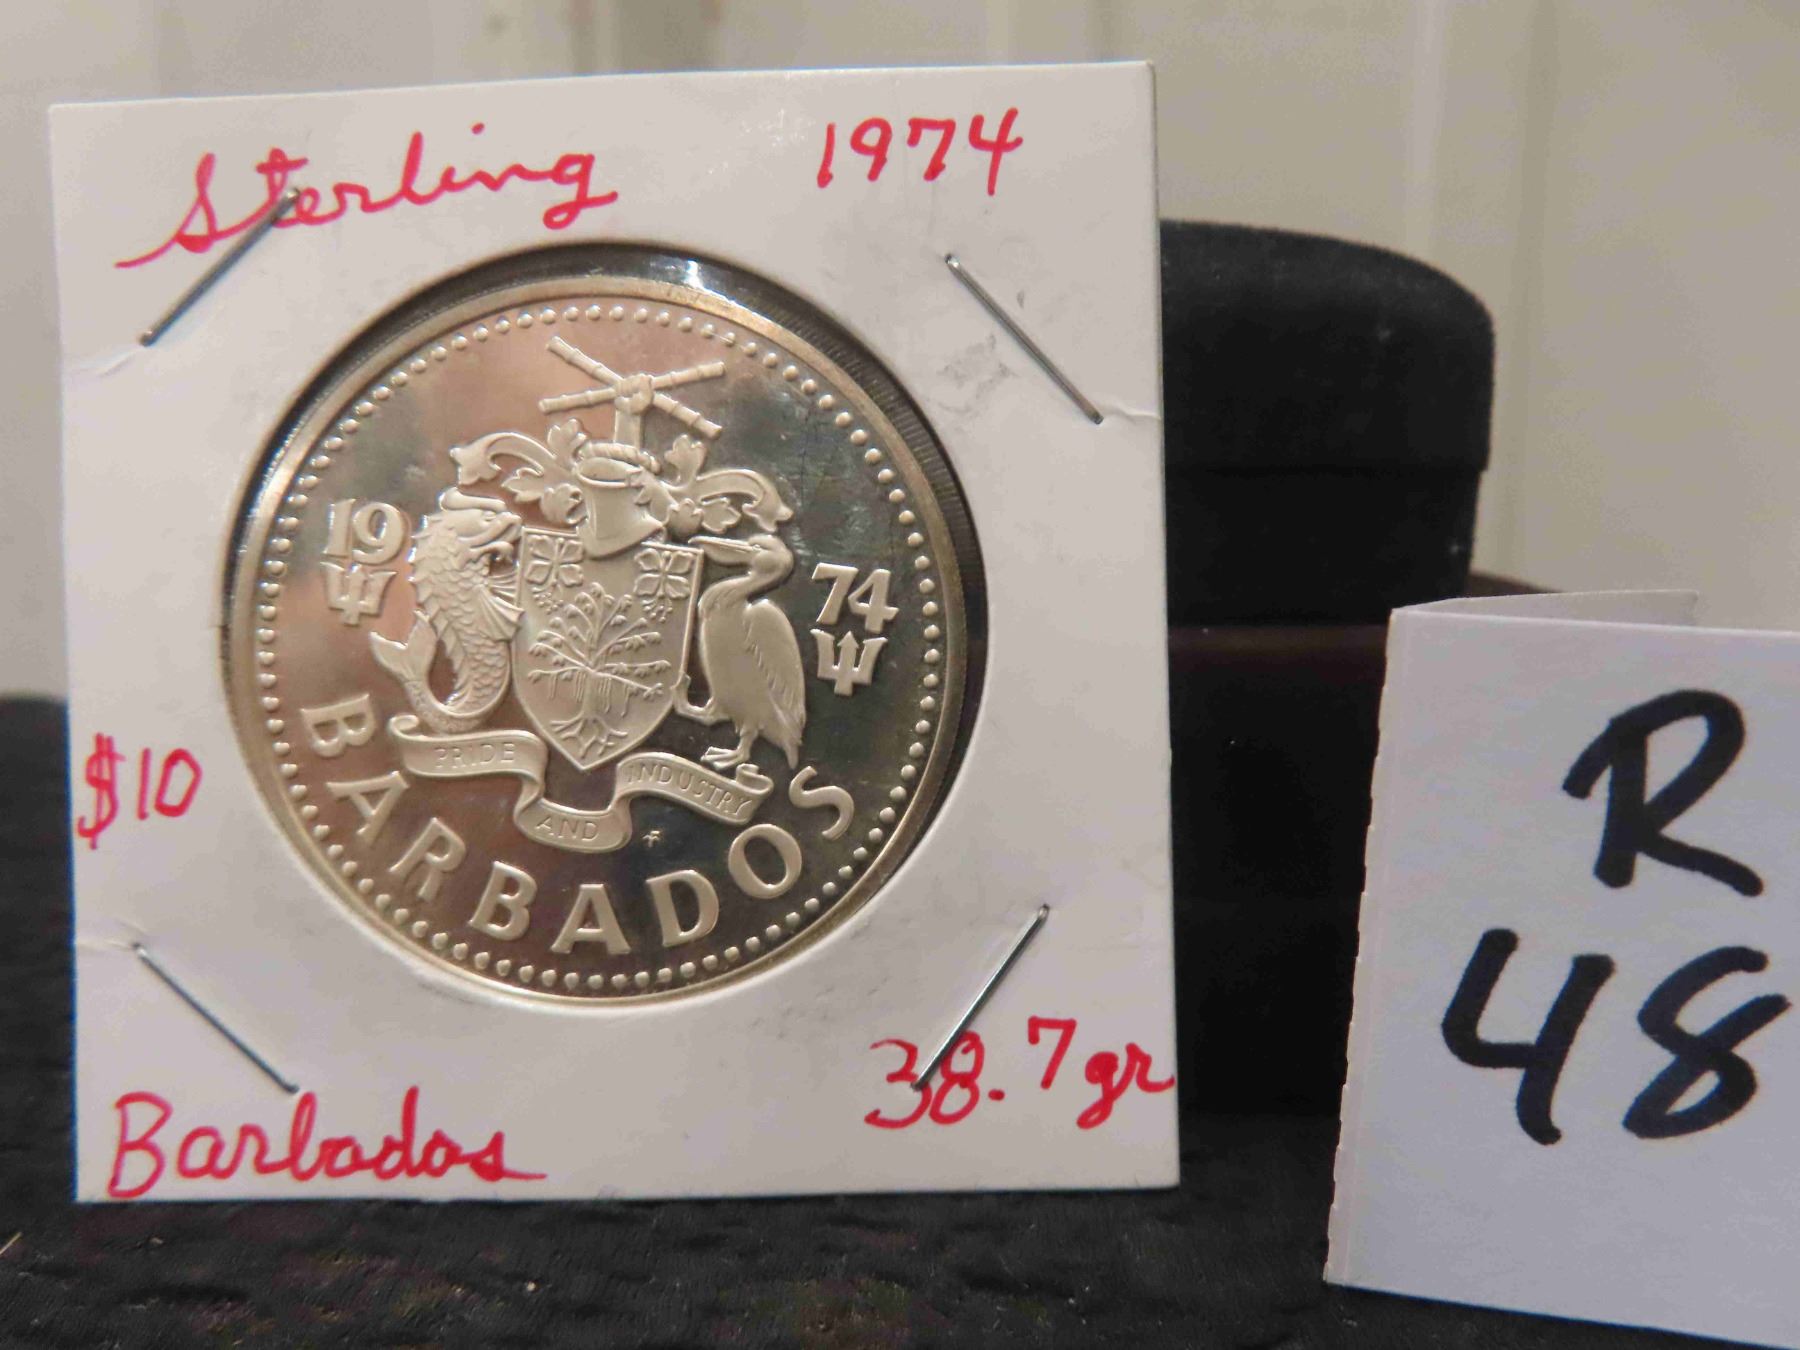 Sterling 1974
19 74
PRIDE AND INDUSTRY
BARBADOS
$10
38.7gr
Barbados
R
48